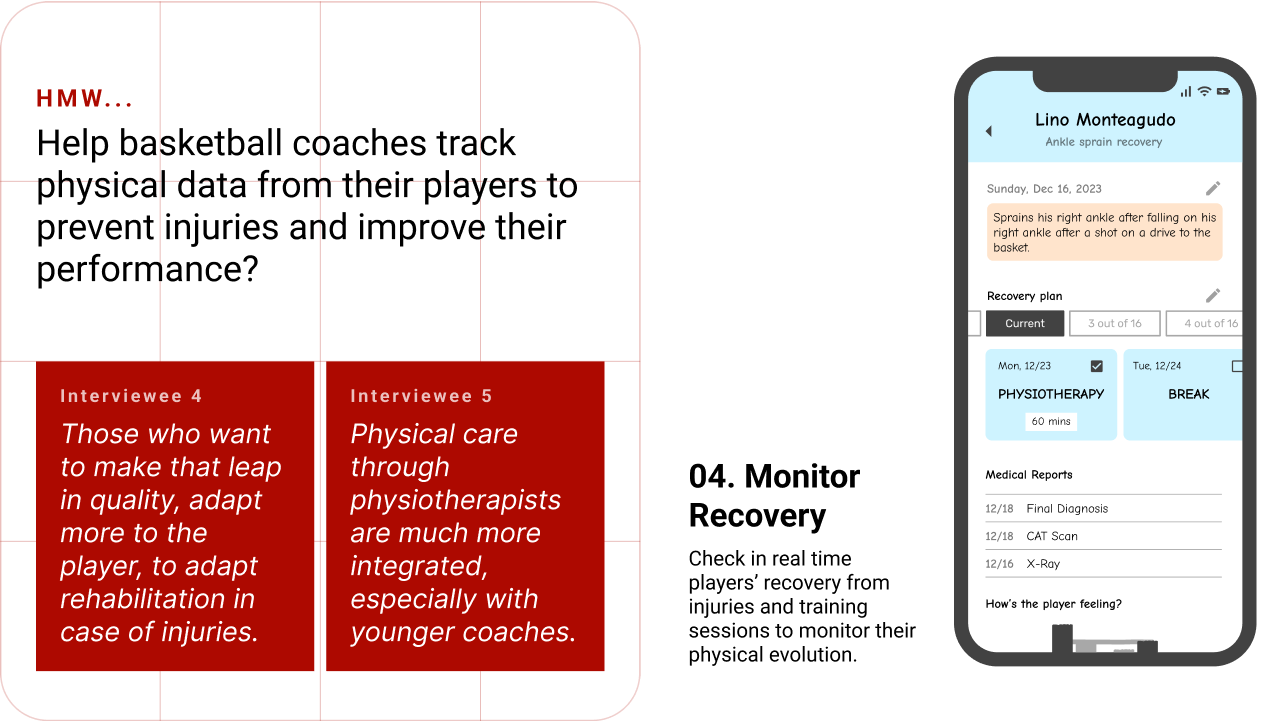 HMW...
Help basketball coaches track
physical data from their players to
prevent injuries and improve their
performance?
Interviewee 4
Those who want
to make that leap
in quality, adapt
more to the
player, to adapt
rehabilitation in
case of injuries.
Interviewee 5
Physical care
through
physiotherapists
are much more
integrated,
especially with
younger coaches.
04. Monitor
Recovery
Check in real time
players’ recovery from
injuries and training
sessions to monitor their
physical evolution.
Lino Monteagudo
Ankle sprain recovery
Sunday, Dec 16, 2023
Sprains his right ankle after falling on his
right ankle after a shot on a drive to the
basket.
Recovery plan
Current
3 out of 16
4 out of 16
Mon, 12/23
PHYSIOTHERAPY
60 mins
Tue, 12/24
BREAK
Medical Reports
12/18 Final Diagnosis
12/18 CAT Scan
12/16 X-Ray
How's the player feeling?